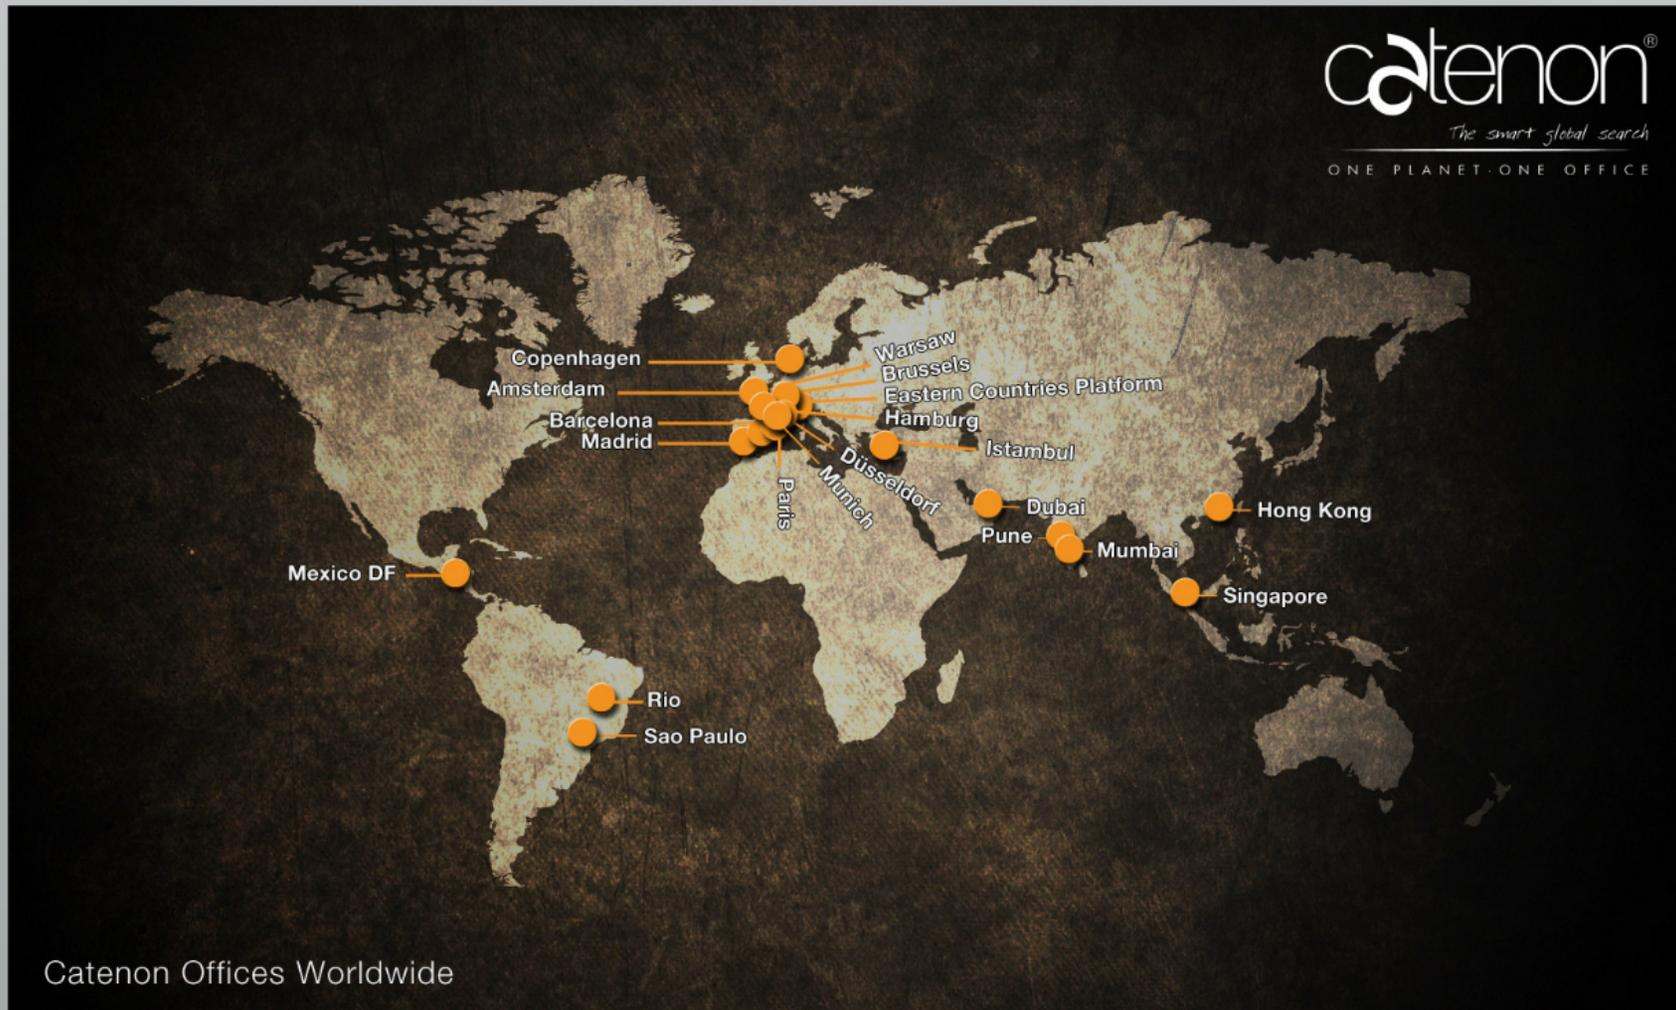 catenon®
The smart global search
ONE PLANET·ONE OFFICE
Copenhagen
Warsaw
Brussels
Amsterdam
Eastern Countries Platform
Barcelona
Hamburg
Madrid
Istambul
Düsseldorf
Munich
Paris
Dubai
Hong Kong
Pune
Mumbai
Mexico DF
Singapore
Rio
Sao Paulo
Catenon Offices Worldwide